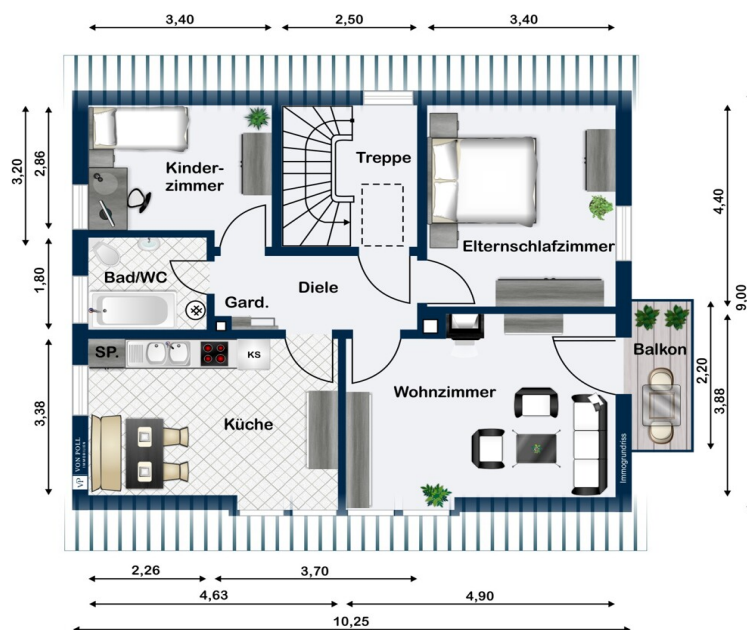 3,40
2,50
3,40
3,20
2,86
Kinder-
zimmer
Treppe
4,40
Elternschlafzimmer
1,80
Bad/WC
Diele
Gard.
9.00
SP.
KS
Balkon
2,20
3,88
Wohnzimmer
Küche
3,38
VP VON POLL
IMMOBILIEN
Immogrundriss
2,26
3,70
4,63
4,90
10,25